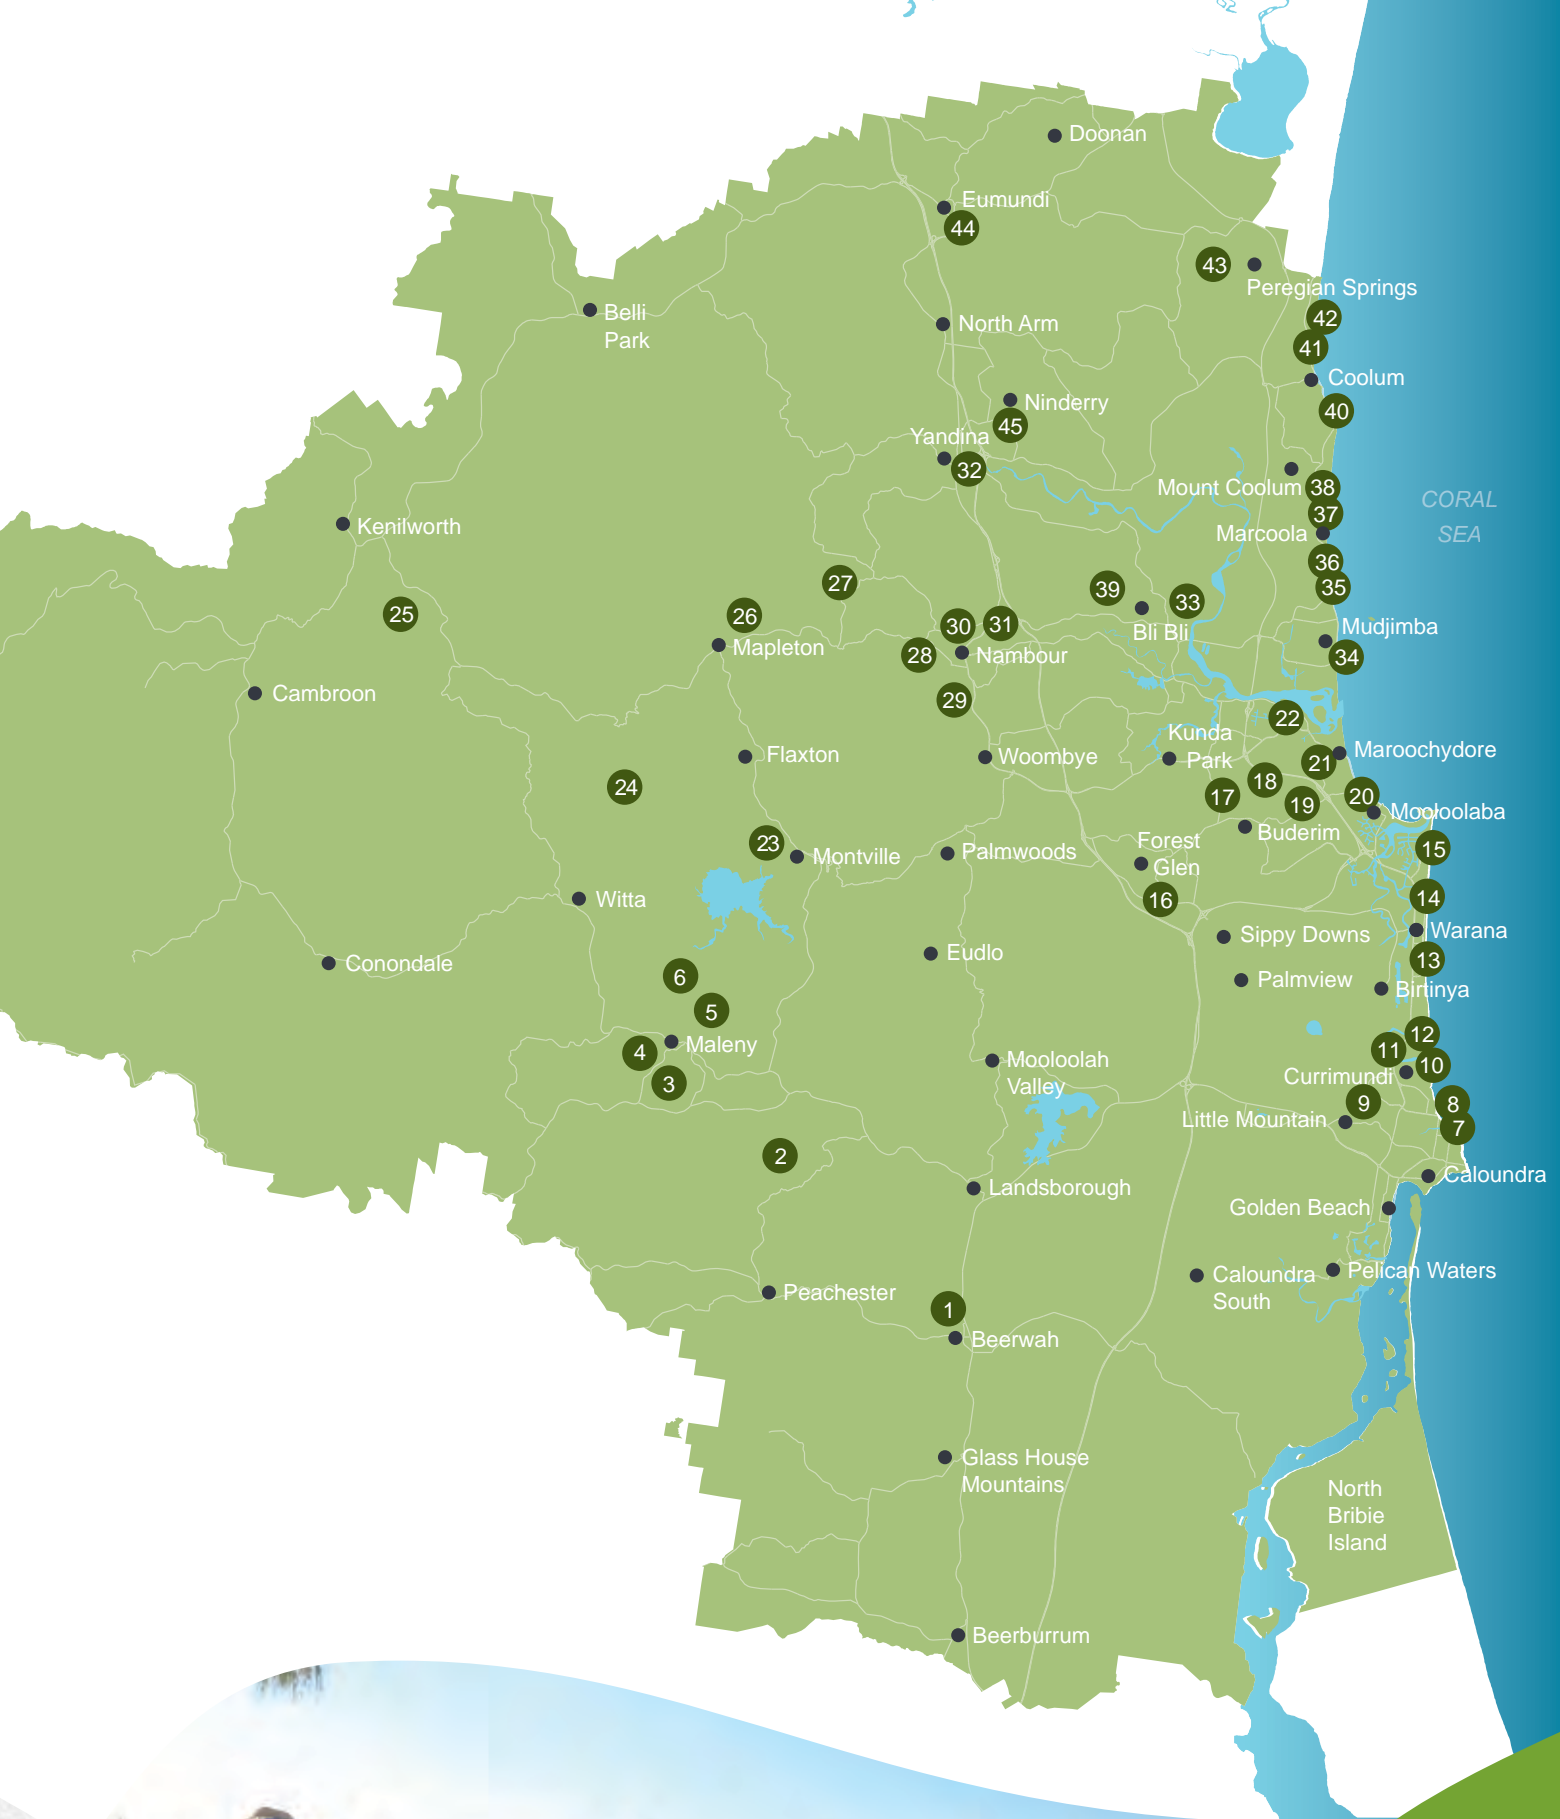 Doonan
Eumundi
44
43
Peregian Springs
Belli
Park
42
North Arm
41
Coolum
Ninderry
40
45
Yandina
32
Mount Coolum
38
37
CORAL
SEA
Kenilworth
Marcoola
36
35
27
39
33
25
26
30
31
Bli Bli
Mudjimba
Mapleton
28
Nambour
34
Cambroon
29
22
Kunda
Park
Maroochydore
Flaxton
Woombye
21
24
18
17
19
20
Mooloolaba
23
Buderim
Forest
Glen
15
Montville
Palmwoods
16
14
Witta
Sippy Downs
Warana
Eudlo
13
Conondale
6
Palmview
Birtinya
5
12
4
Maleny
11
10
Mooloolah
Valley
Currimundi
3
9
8
Little Mountain
7
2
Caloundra
Landsborough
Golden Beach
Caloundra
South
Pelican Waters
Peachester
1
Beerwah
Glass House
Mountains
North
Bribie
Island
Beerburrum